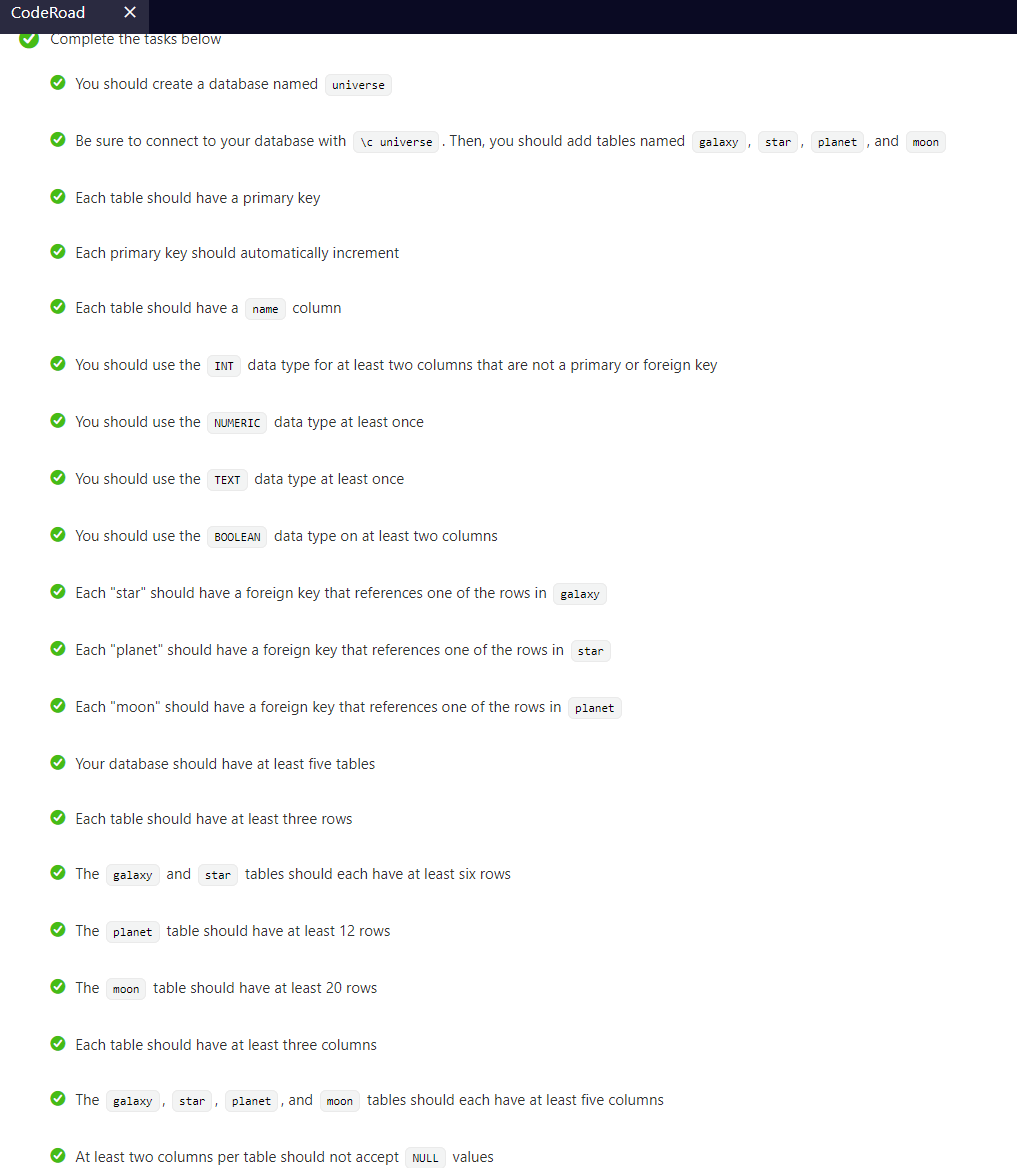 CodeRoad
Complete the tasks below
You should create a database named universe
Be sure to connect to your database with \c universe . Then, you should add tables named galaxy , star , planet , and moon
Each table should have a primary key
Each primary key should automatically increment
Each table should have a name column
You should use the INT data type for at least two columns that are not a primary or foreign key
You should use the NUMERIC data type at least once
You should use the TEXT data type at least once
You should use the BOOLEAN data type on at least two columns
Each "star" should have a foreign key that references one of the rows in galaxy
Each "planet" should have a foreign key that references one of the rows in star
Each "moon" should have a foreign key that references one of the rows in planet
Your database should have at least five tables
Each table should have at least three rows
The galaxy and star tables should each have at least six rows
The planet table should have at least 12 rows
The moon table should have at least 20 rows
Each table should have at least three columns
The galaxy , star , planet , and moon tables should each have at least five columns
At least two columns per table should not accept NULL values